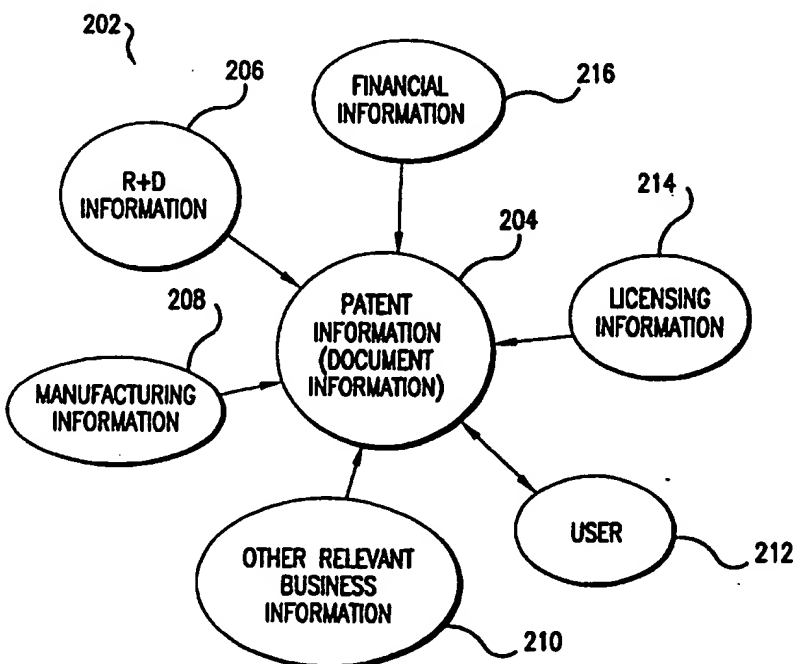 202
206
FINANCIAL
INFORMATION
216
R+D
INFORMATION
204
214
PATENT
INFORMATION
(DOCUMENT
INFORMATION)
LICENSING
INFORMATION
208
MANUFACTURING
INFORMATION
USER
212
OTHER RELEVANT
BUSINESS
INFORMATION
210